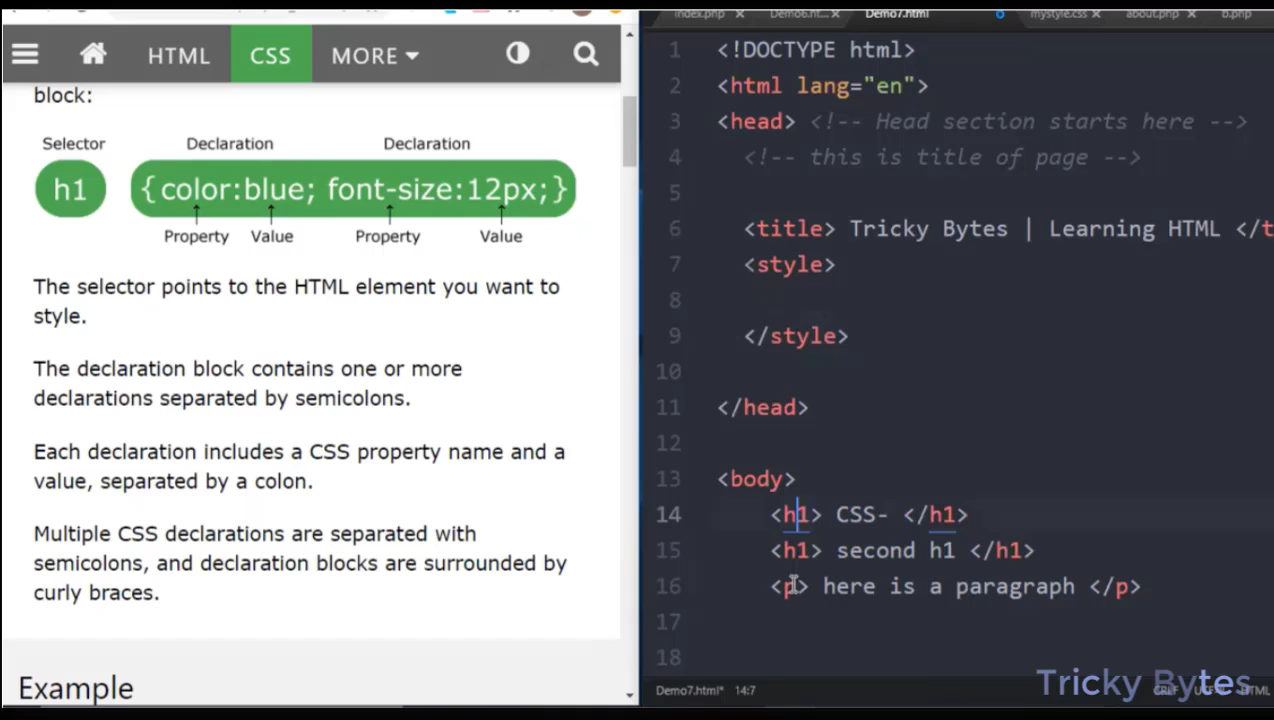 index.php
Demo6.ht...
Demo7.html
mystyle.css
about.php
b.php
HTML
CSS
MORE
block:
Selector
Declaration
Declaration
h1
{color:blue; font-size:12px;}
Property
Value
Property
Value
The selector points to the HTML element you want to
style.
The declaration block contains one or more
declarations separated by semicolons.
Each declaration includes a CSS property name and a
value, separated by a colon.
Multiple CSS declarations are separated with
semicolons, and declaration blocks are surrounded by
curly braces.
Example
1 <!DOCTYPE html>
2 <html lang="en">
3 <head> <!-- Head section starts here -->
4 <!-- this is title of page -->
5
6 <title> Tricky Bytes | Learning HTML </t
7 <style>
8
9 </style>
10
11 </head>
12
13 <body>
14 <h1> CSS- </h1>
15 <h1> second h1 </h1>
16 <p> here is a paragraph </p>
17
18
Demo7.html* 14:7
CRLF
HTML
Tricky Bytes